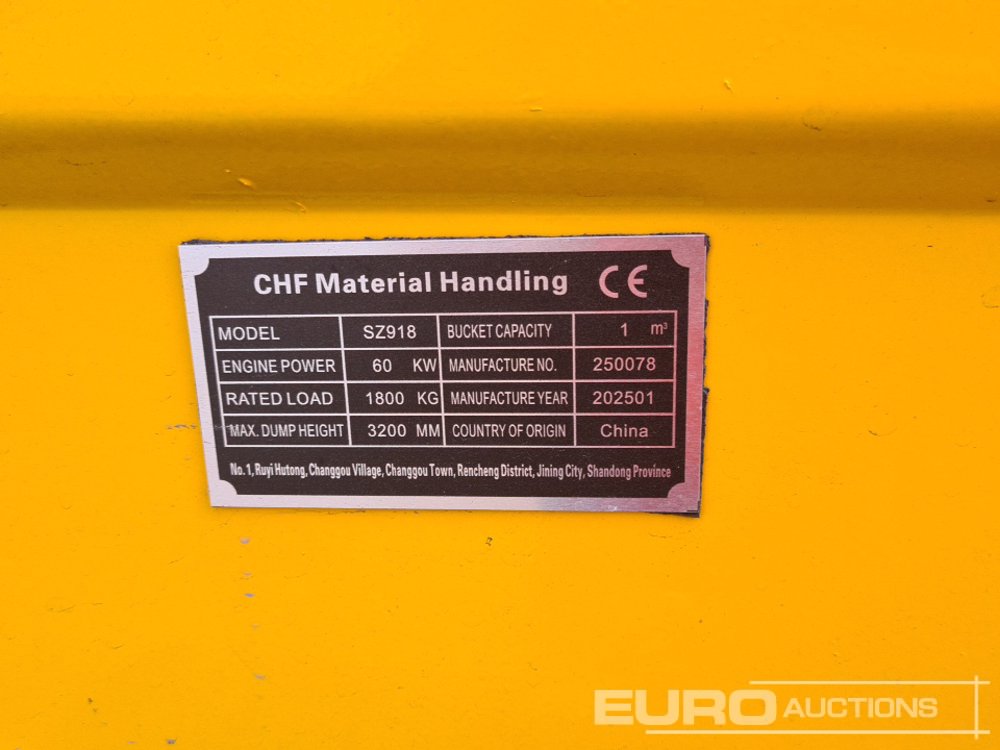 CHF Material Handling CE
MODEL SZ918 BUCKET CAPACITY 1 m³
ENGINE POWER 60 KW MANUFACTURE NO. 250078
RATED LOAD 1800 KG MANUFACTURE YEAR 202501
MAX. DUMP HEIGHT 3200 MM COUNTRY OF ORIGIN China
No. 1, Ruyi Hutong, Changgou Village, Changgou Town, Rencheng District, Jining City, Shandong Province
EURO AUCTIONS